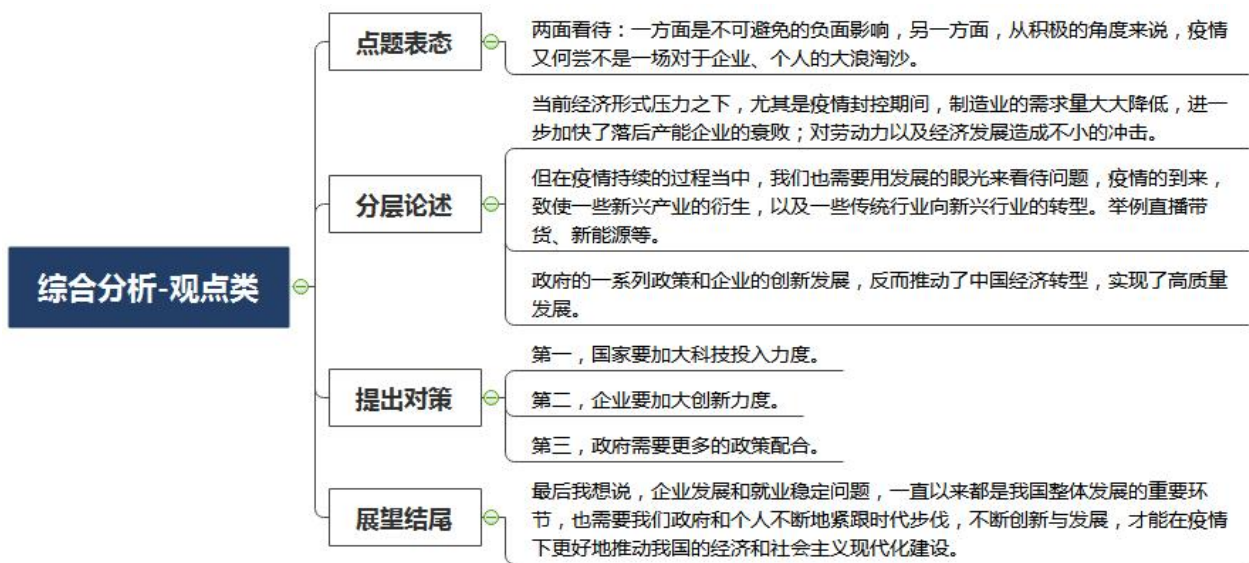 综合分析-观点类
点题表态
两面看待：一方面是不可避免的负面影响，另一方面，从积极的角度来说，疫情
又何尝不是一场对于企业、个人的大浪淘沙。
分层论述
当前经济形式压力之下，尤其是疫情封控期间，制造业的需求量大大降低，进一
步加快了落后产能企业的衰败；对劳动力以及经济发展造成不小的冲击。
但在疫情持续的过程当中，我们也需要用发展的眼光来看待问题，疫情的到来，
致使一些新兴产业的衍生，以及一些传统行业向新兴行业的转型。举例直播带
货、新能源等。
政府的一系列政策和企业的创新发展，反而推动了中国经济转型，实现了高质量
发展。
提出对策
第一，国家要加大科技投入力度。
第二，企业要加大创新力度。
第三，政府需要更多的政策配合。
展望结尾
最后我想说，企业发展和就业稳定问题，一直以来都是我国整体发展的重要环
节，也需要我们政府和个人不断地紧跟时代步伐，不断创新与发展，才能在疫情
下更好地推动我国的经济和社会主义现代化建设。